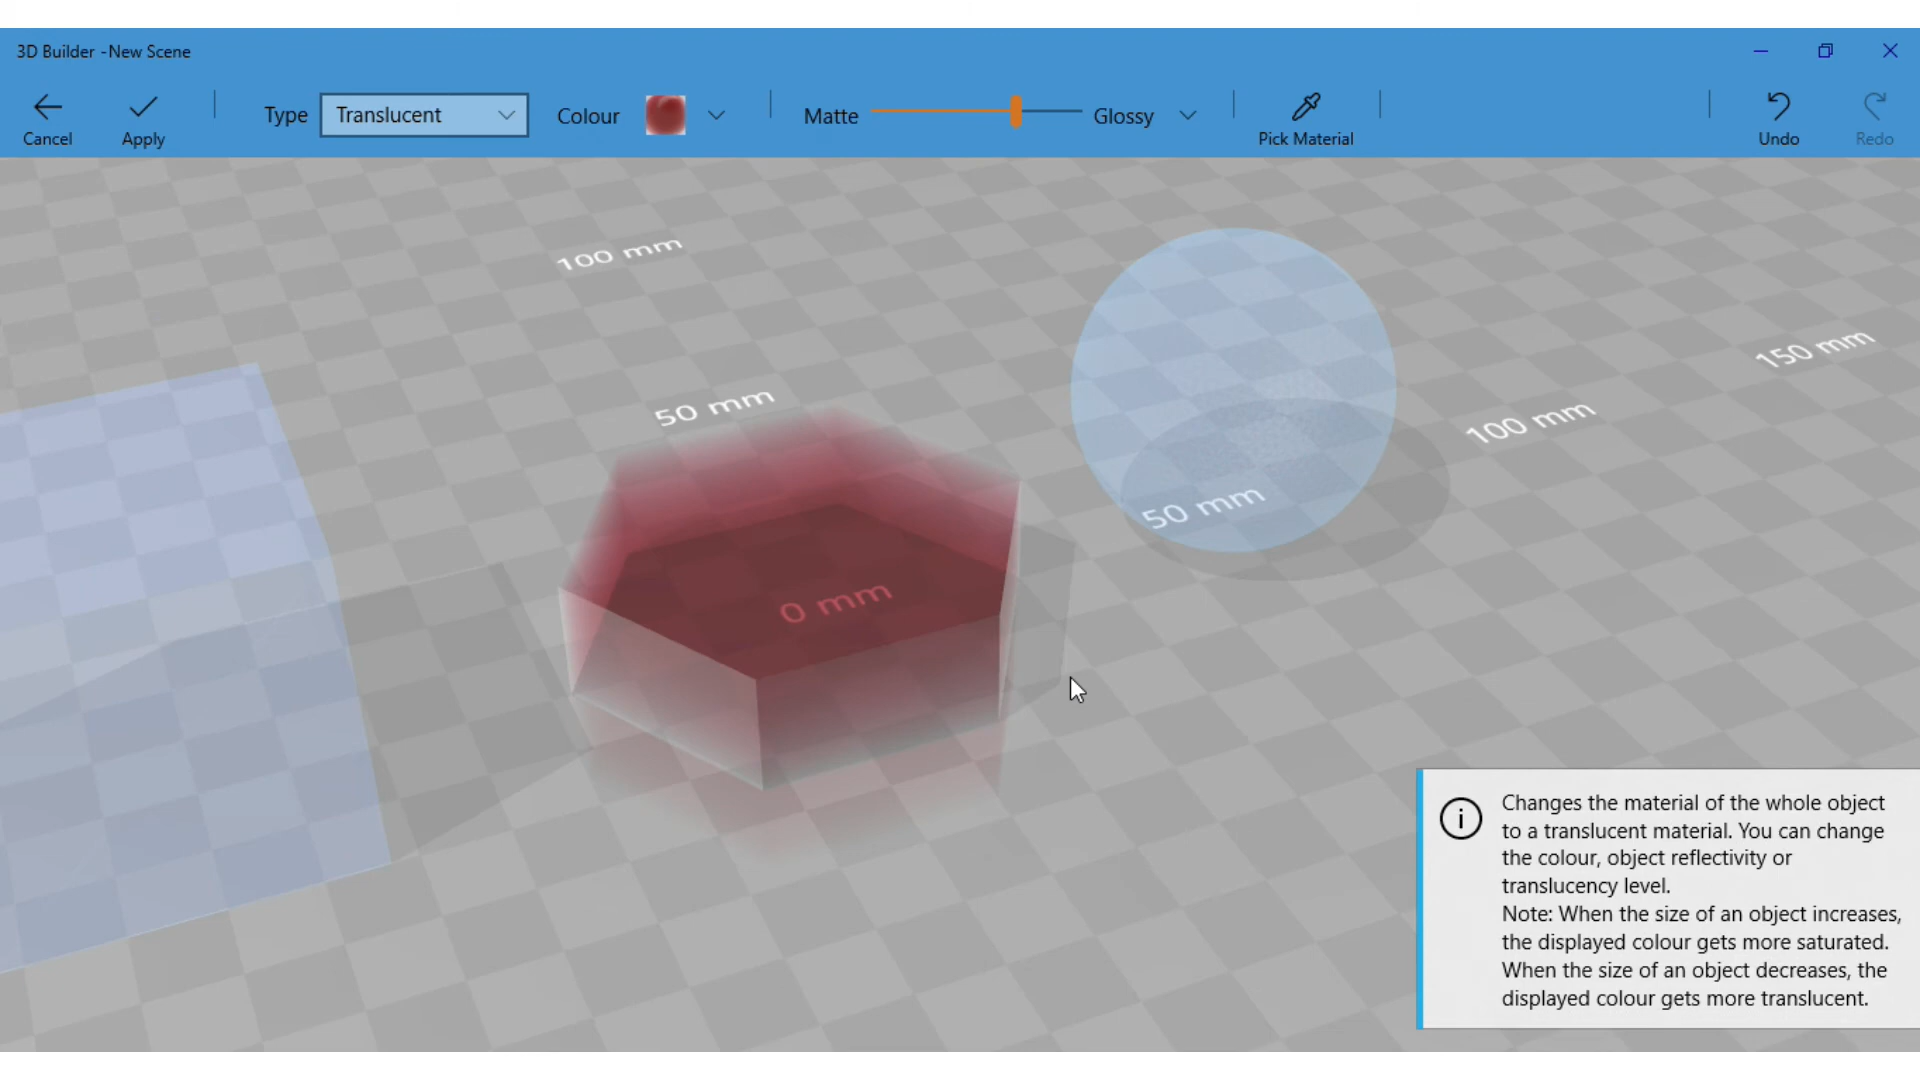 3D Builder -New Scene
Cancel
Apply
Type
Translucent
Colour
Matte
Glossy
Pick Material
Undo
Redo
100 mm
150 mm
50 mm
100 mm
50 mm
0 mm
Changes the material of the whole object
to a translucent material. You can change
the colour, object reflectivity or
translucency level.
Note: When the size of an object increases,
the displayed colour gets more saturated.
When the size of an object decreases, the
displayed colour gets more translucent.